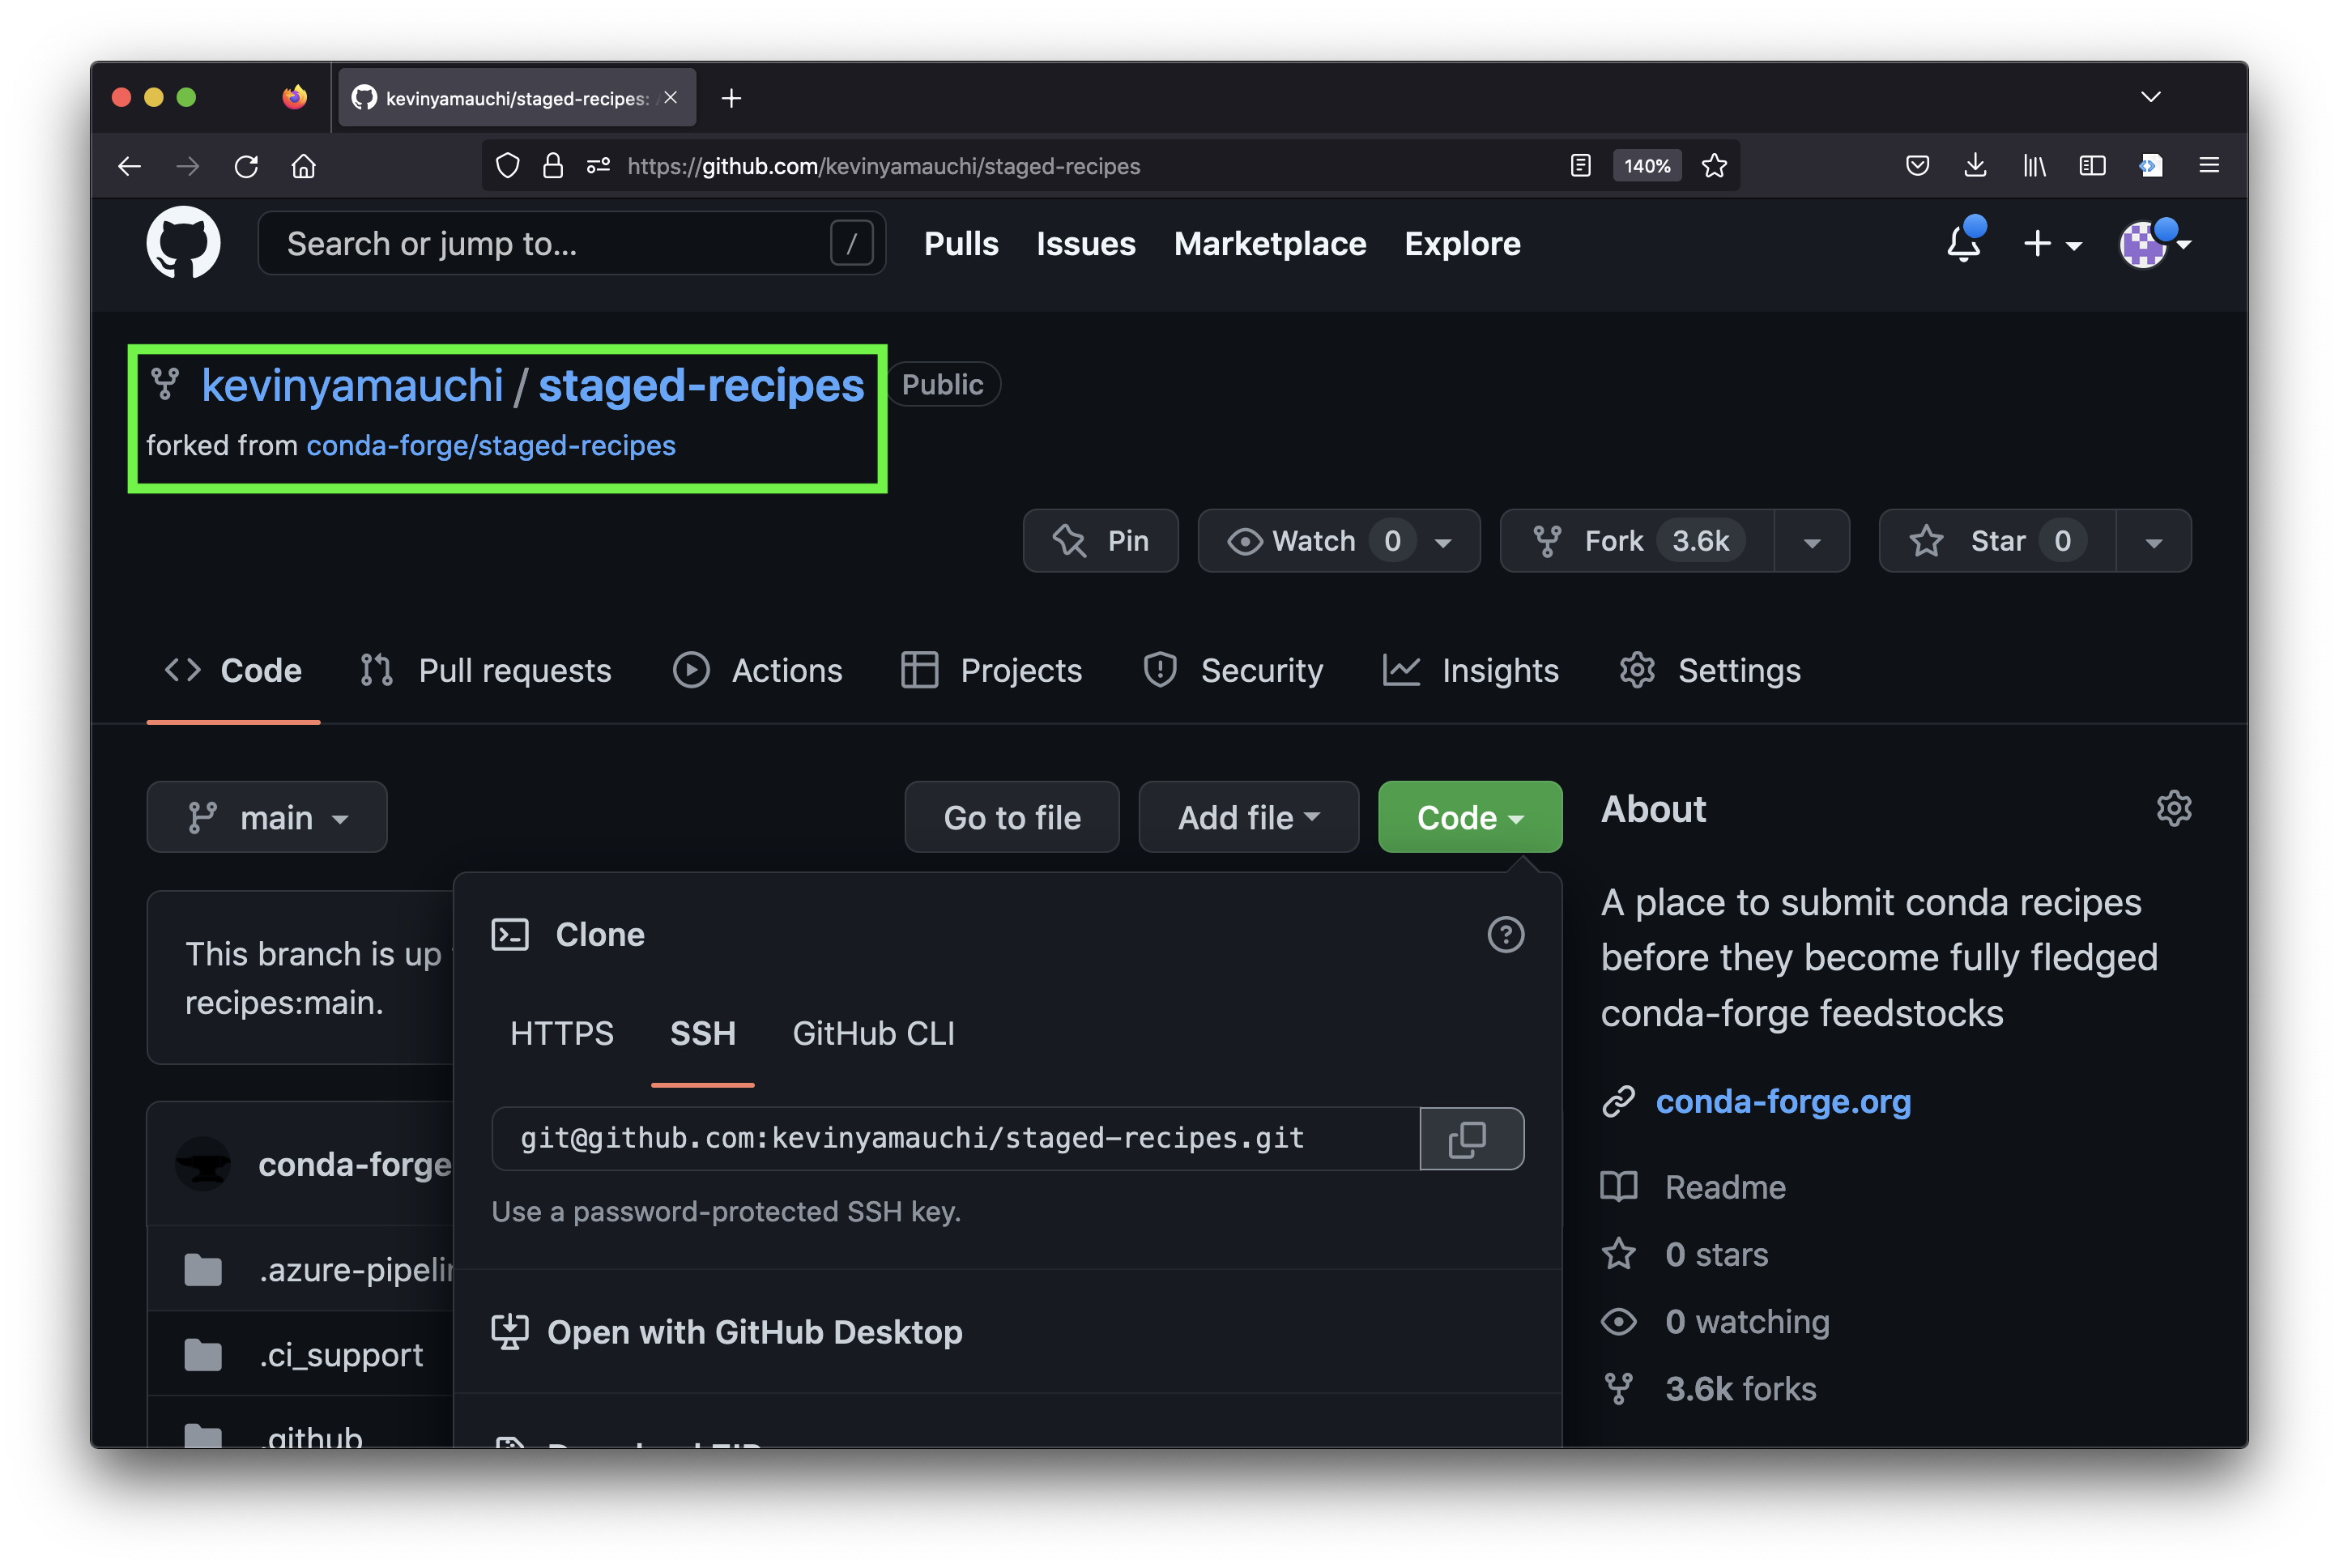 kevinyamauchi/staged-recipes:
https://github.com/kevinyamauchi/staged-recipes
140%
Search or jump to...
/
Pulls
Issues
Marketplace
Explore
kevinyamauchi / staged-recipes
Public
forked from conda-forge/staged-recipes
Pin
Watch 0
Fork 3.6k
Star 0
Code
Pull requests
Actions
Projects
Security
Insights
Settings
main
Go to file
Add file
Code
About
This branch is up
recipes:main.
Clone
HTTPS
SSH
GitHub CLI
git@github.com:kevinyamauchi/staged-recipes.git
Use a password-protected SSH key.
Open with GitHub Desktop
A place to submit conda recipes
before they become fully fledged
conda-forge feedstocks
conda-forge.org
Readme
0 stars
0 watching
3.6k forks
conda-forge
.azure-pipelin
.ci_support
.github